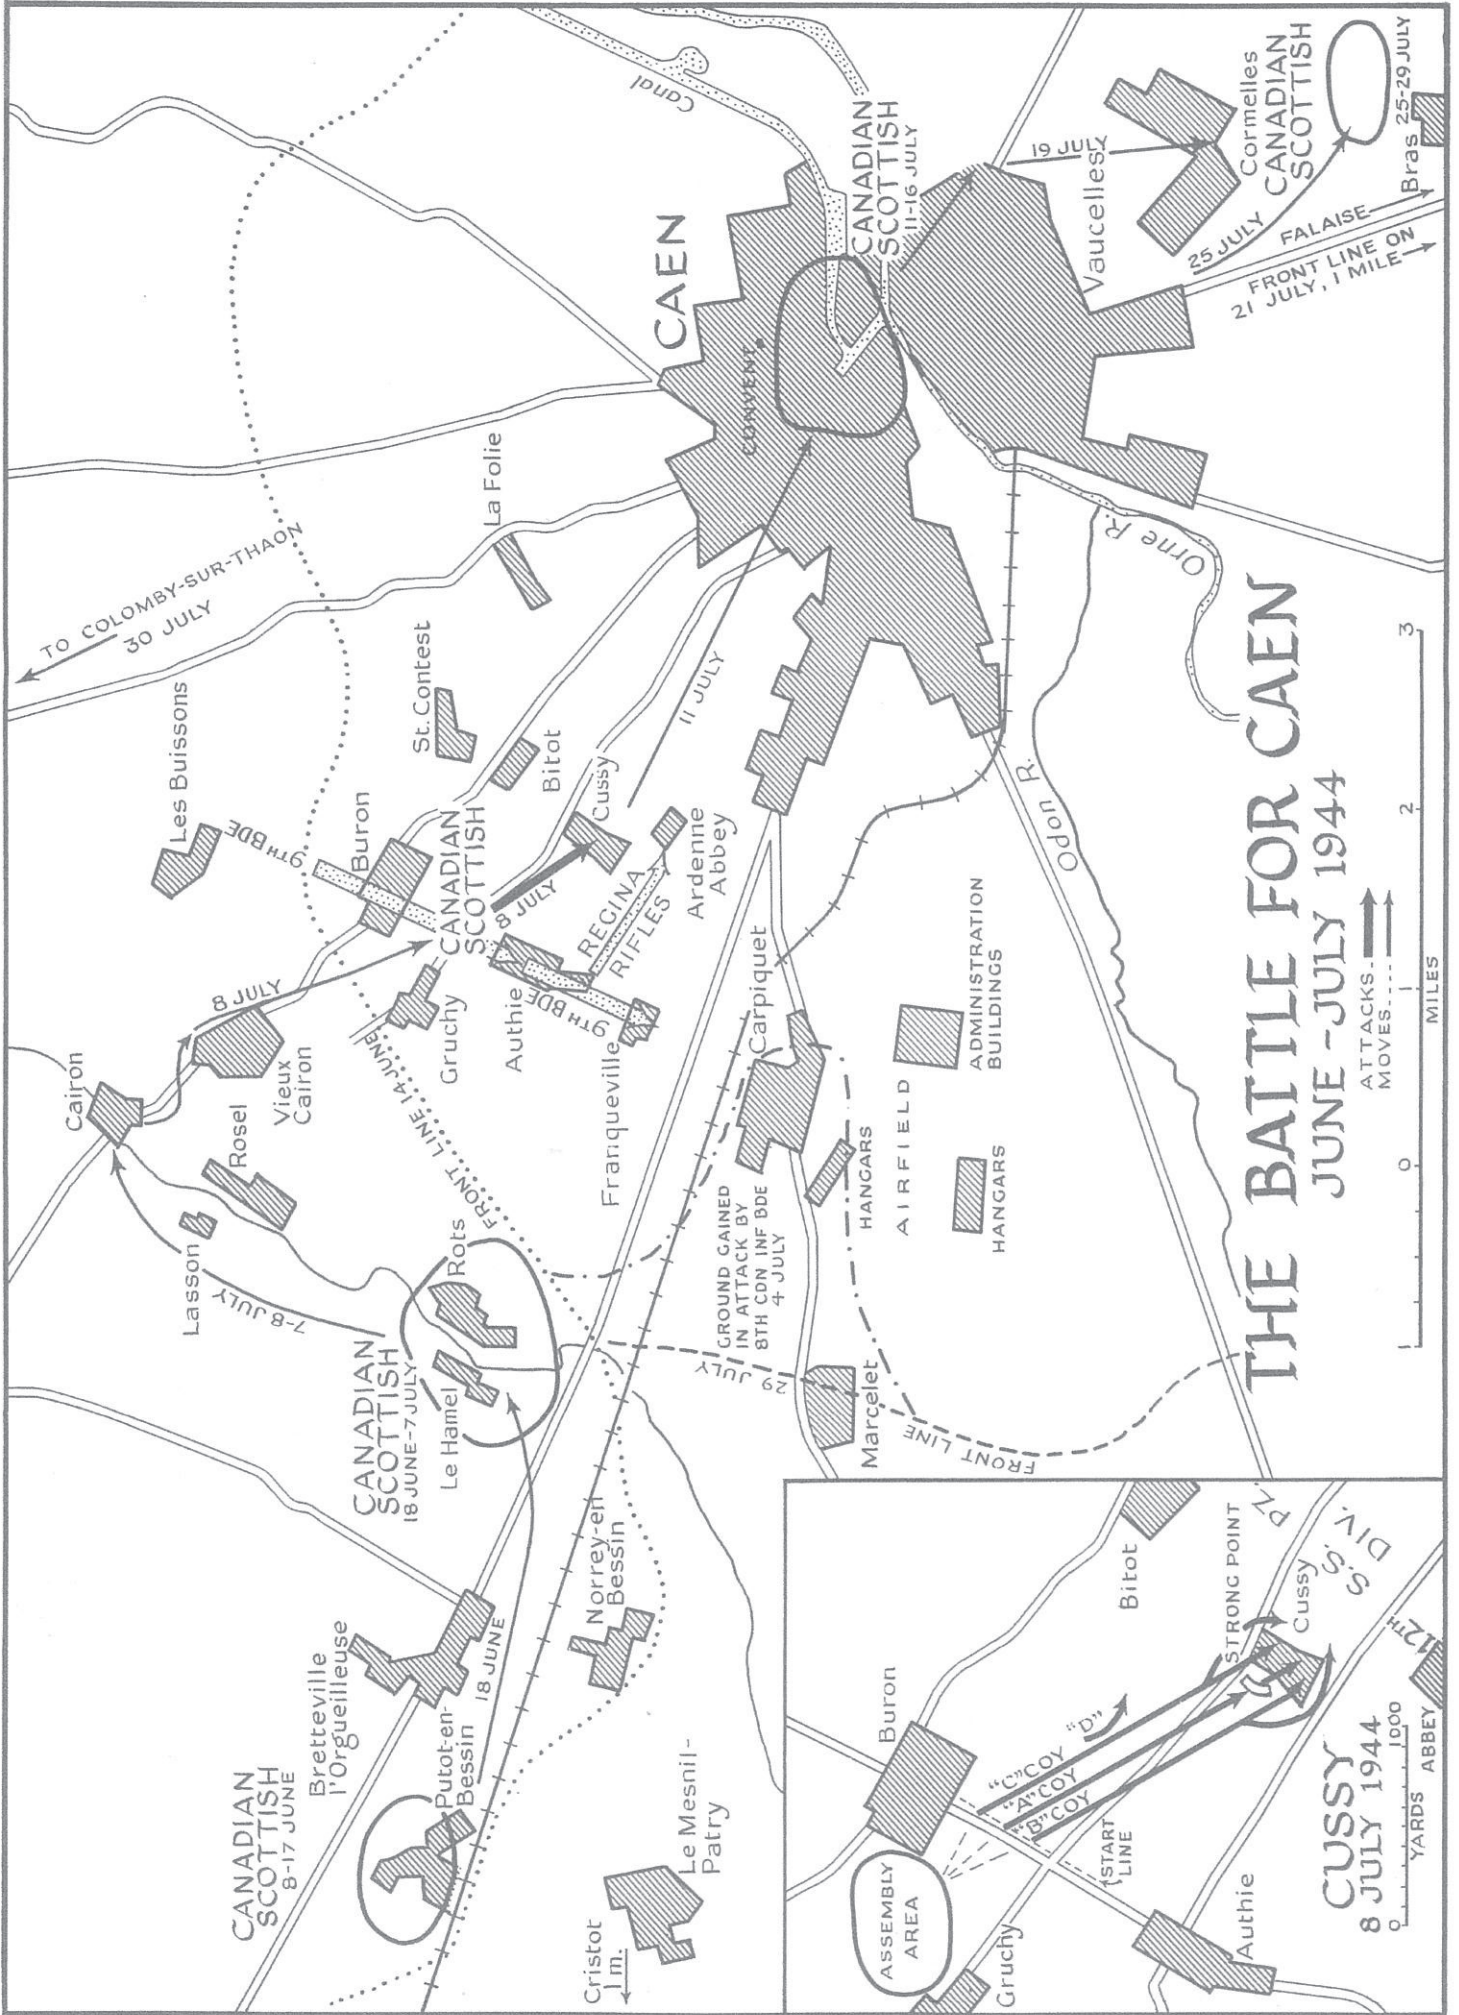 THE BATTLE FOR CAEN
JUNE – JULY 1944
ATTACKS
MOVES
1 0 1 2 3
MILES
CANADIAN
SCOTTISH
8-17 JUNE
Bretteville
l'Orgueilleuse
Putot-en-
Bessin
18 JUNE
Cristot
1 m.
Le Mesnil-
Patry
Norrey-en
Bessin
CANADIAN
SCOTTISH
18 JUNE-7 JULY
Le Hamel
Rots
7-8 JULY
Lasson
Rosel
Cairon
Vieux
Cairon
8 JULY
FRONT LINE
FRONT LINE 14 JUNE
Gruchy
Authie
Franqueville
9TH BDE
9TH BDE
Les Buissons
Buron
CANADIAN
SCOTTISH
8 JULY
REGINA
RIFLES
Ardenne
Abbey
Cussy
Bitot
St. Contest
11 JULY
TO COLOMBY-SUR-THAON
30 JULY
La Folie
CAEN
CONVENT
Canal
CANADIAN
SCOTTISH
11-16 JULY
19 JULY
Vaucelles
Cormelles
CANADIAN
SCOTTISH
25-29 JULY
Bras
25 JULY
FALAISE
FRONT LINE ON
21 JULY, 1 MILE
Orne R.
Odon R.
Carpiquet
ADMINISTRATION
BUILDINGS
AIRFIELD
HANGARS
HANGARS
GROUND GAINED
IN ATTACK BY
8TH CDN INF BDE
4 JULY
29 JULY
Marcelet
FRONT LINE
CUSSY
8 JULY 1944
0 1000
YARDS
ASSEMBLY
AREA
Gruchy
Buron
Bitot
Authie
START
LINE
"D"
"C" COY
"A" COY
"B" COY
STRONG POINT
Cussy
12TH
S.S.
PZ.
DIV.
ABBEY